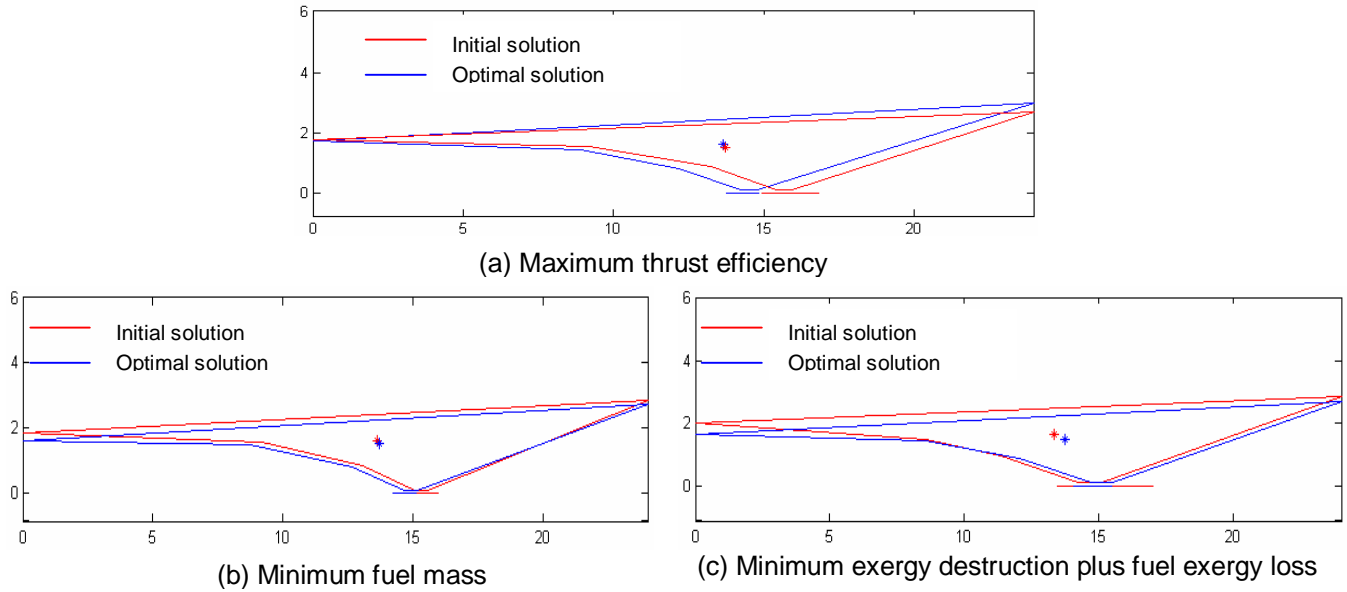 6
4
2
0
Initial solution
Optimal solution
0 5 10 15 20
(a) Maximum thrust efficiency
6
4
2
0
Initial solution
Optimal solution
0 5 10 15 20
(b) Minimum fuel mass
6
4
2
0
Initial solution
Optimal solution
0 5 10 15 20
(c) Minimum exergy destruction plus fuel exergy loss